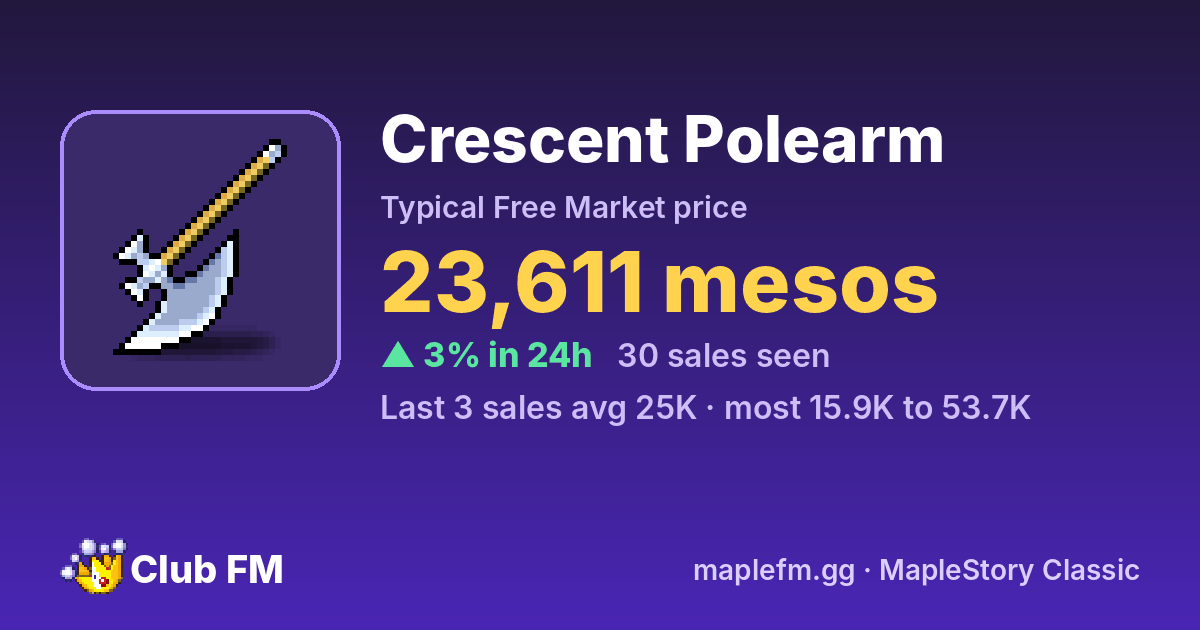 Crescent Polearm
Typical Free Market price
23,611 mesos
▲ 3% in 24h 30 sales seen
Last 3 sales avg 25K · most 15.9K to 53.7K
Club FM
maplefm.gg · MapleStory Classic